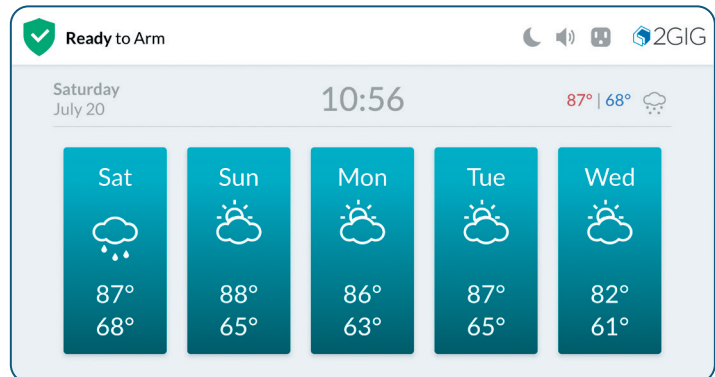 Ready to Arm
2GIG
Saturday
July 20
10:56
87° | 68°
Sat Sun Mon Tue Wed
87° 88° 86° 87° 82°
68° 65° 63° 65° 61°